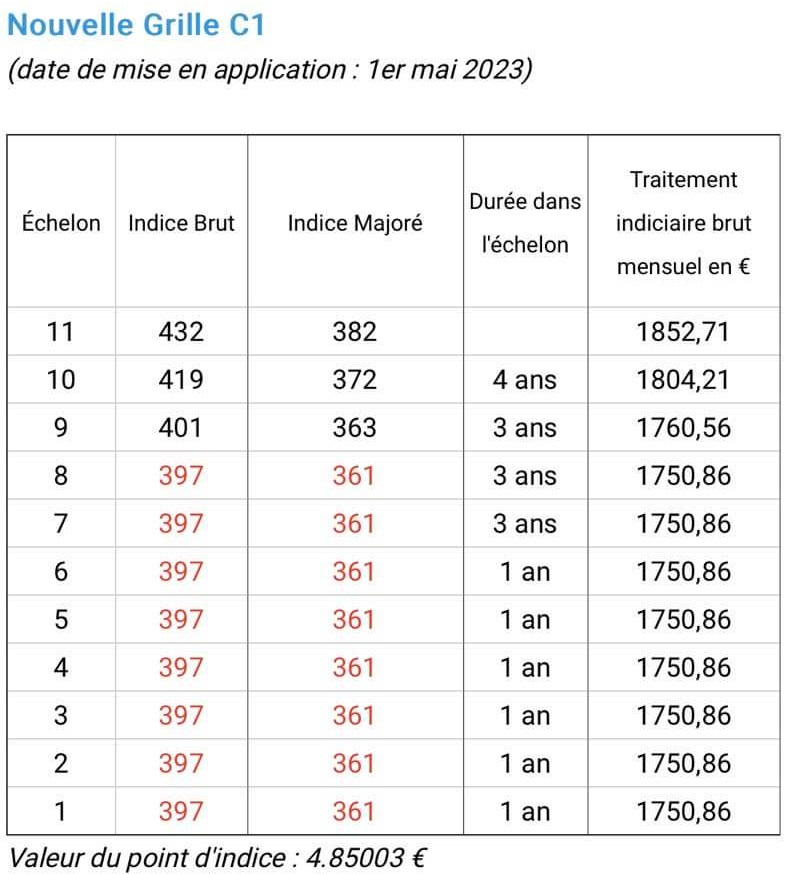 Nouvelle Grille C1
(date de mise en application : 1er mai 2023)
Échelon Indice Brut Indice Majoré Durée dans l'échelon Traitement indiciaire brut mensuel en €
11 432 382 1852,71
10 419 372 4 ans 1804,21
9 401 363 3 ans 1760,56
8 397 361 3 ans 1750,86
7 397 361 3 ans 1750,86
6 397 361 1 an 1750,86
5 397 361 1 an 1750,86
4 397 361 1 an 1750,86
3 397 361 1 an 1750,86
2 397 361 1 an 1750,86
1 397 361 1 an 1750,86
Valeur du point d'indice : 4.85003 €